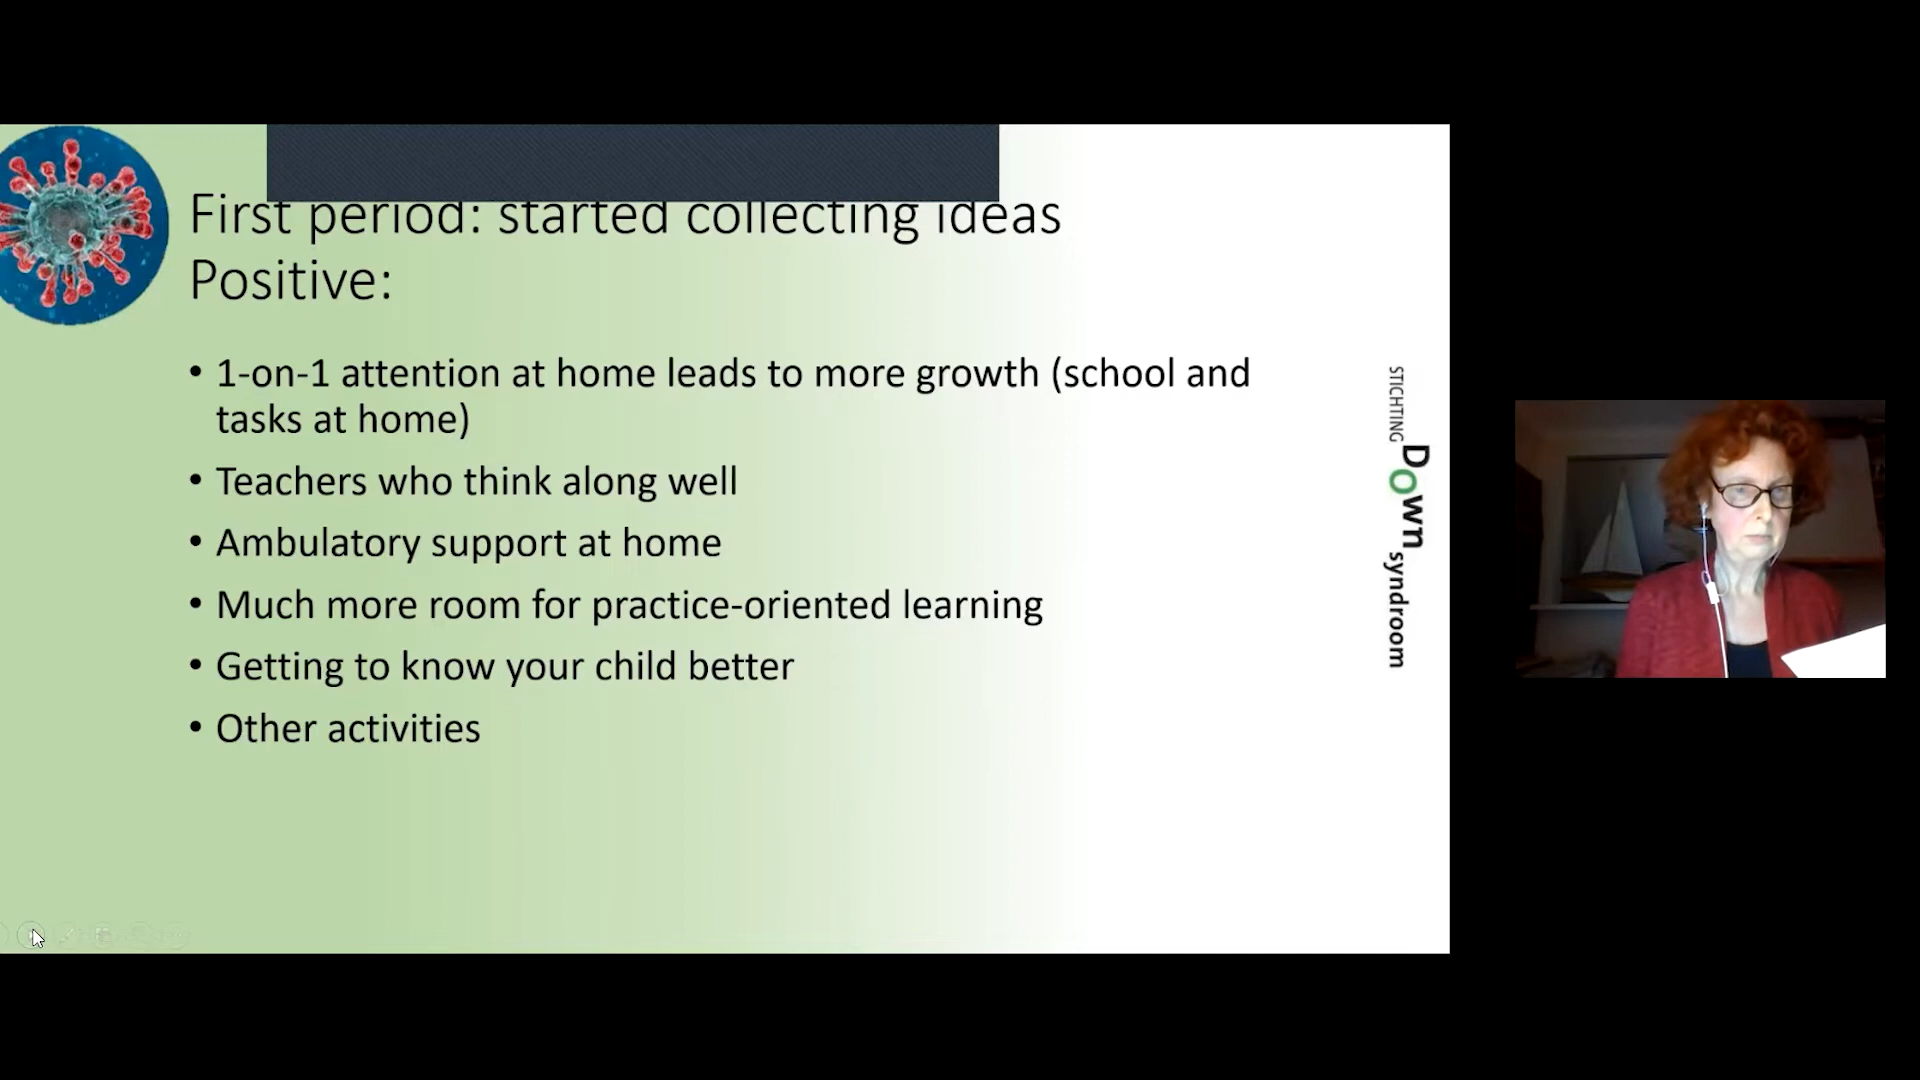 First period: started collecting ideas
Positive:
• 1-on-1 attention at home leads to more growth (school and
tasks at home)
• Teachers who think along well
• Ambulatory support at home
• Much more room for practice-oriented learning
• Getting to know your child better
• Other activities
STICHTING
Down
syndroom